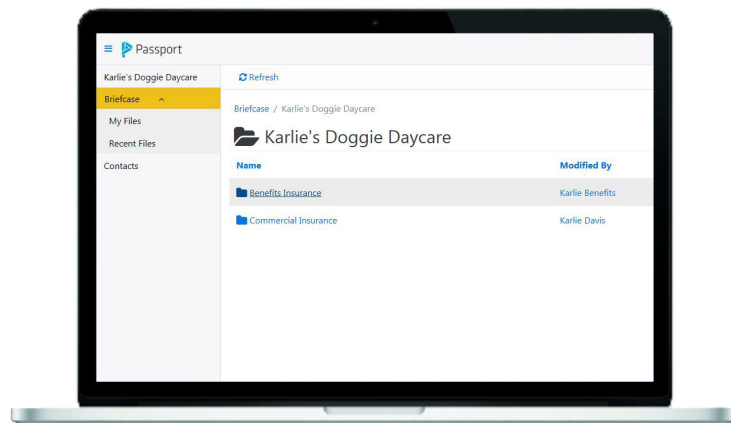 Passport
Karlie's Doggie Daycare
Refresh
Briefcase
Briefcase / Karlie's Doggie Daycare
My Files
Karlie's Doggie Daycare
Recent Files
Contacts
Name Modified By
Benefits Insurance Karlie Benefits
Commercial Insurance Karlie Davis